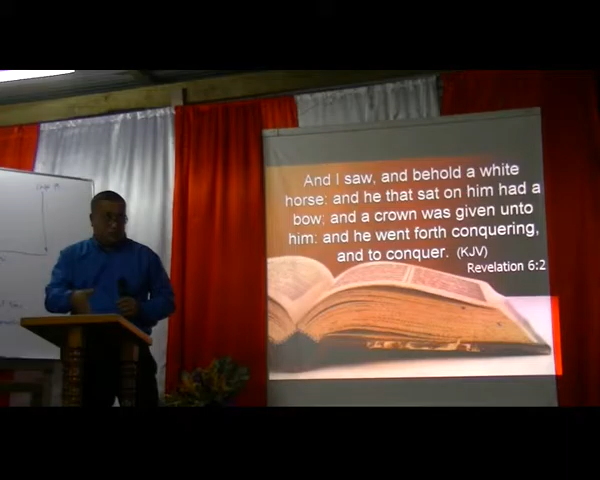 And I saw, and behold a white
horse: and he that sat on him had a
bow; and a crown was given unto
him: and he went forth conquering,
and to conquer. (KJV)
Revelation 6:2